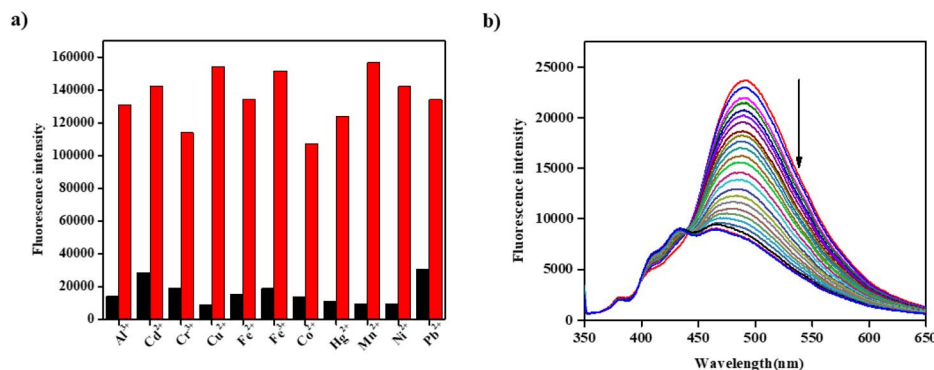 a)
160000
140000
120000
100000
80000
60000
40000
20000
0
Fluorescence intensity
Al3+
Cd2+
Cr3+
Cu2+
Fe2+
Fe3+
Co2+
Hg2+
Mn2+
Ni2+
Pb2+
b)
25000
20000
15000
10000
5000
0
Fluorescence intensity
350 400 450 500 550 600 650
Wavelength(nm)